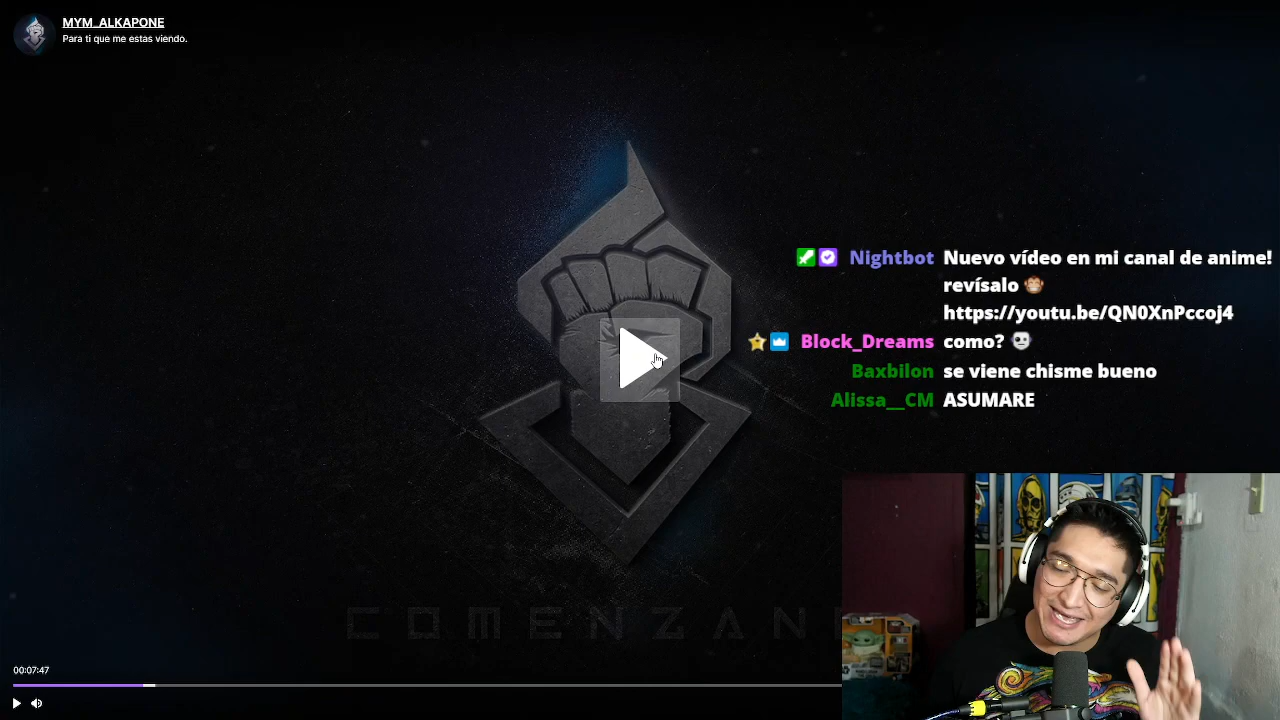 MYM_ALKAPONE
Para ti que me estas viendo.
Nightbot Nuevo vídeo en mi canal de anime!
revísalo
https://youtu.be/QN0XnPccoj4
Block_Dreams como?
Baxbilon se viene chisme bueno
Alissa__CM ASUMARE
COMENZAN
00:07:47